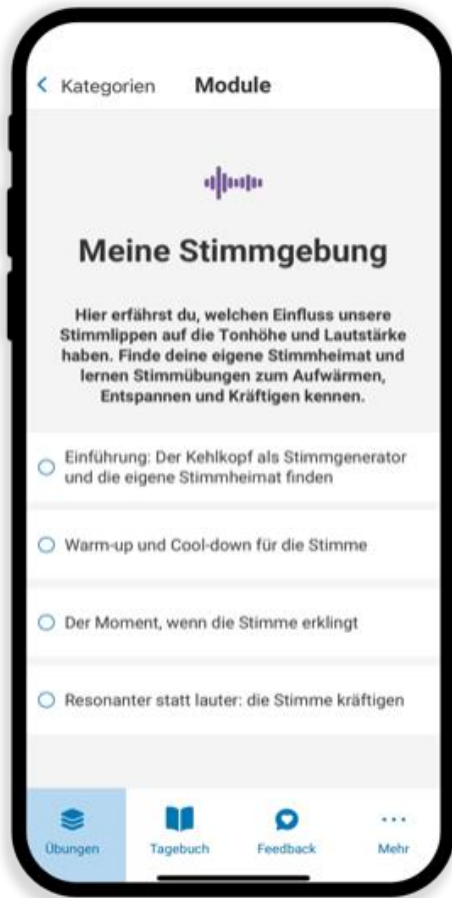 Kategorien Module
Meine Stimmgebung
Hier erfährst du, welchen Einfluss unsere
Stimmlippen auf die Tonhöhe und Lautstärke
haben. Finde deine eigene Stimmheimat und
lernen Stimmübungen zum Aufwärmen,
Entspannen und Kräftigen kennen.
Einführung: Der Kehlkopf als Stimmgenerator
und die eigene Stimmheimat finden
Warm-up und Cool-down für die Stimme
Der Moment, wenn die Stimme erklingt
Resonanter statt lauter: die Stimme kräftigen
Übungen Tagebuch Feedback Mehr